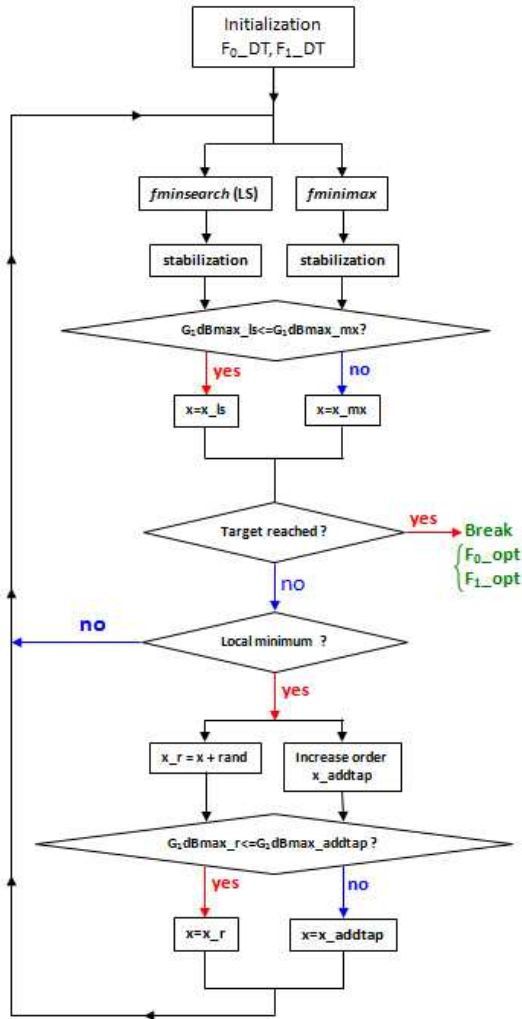 Initialization
F₀_DT, F₁_DT
fminsearch (LS)
fminimax
stabilization
stabilization
G₁dBmax_ls<=G₁dBmax_mx?
yes
no
x=x_ls
x=x_mx
Target reached ?
yes
Break
F₀_opt
F₁_opt
no
no
Local minimum ?
yes
x_r = x + rand
Increase order
x_addtap
G₁dBmax_r<=G₁dBmax_addtap ?
yes
no
x=x_r
x=x_addtap